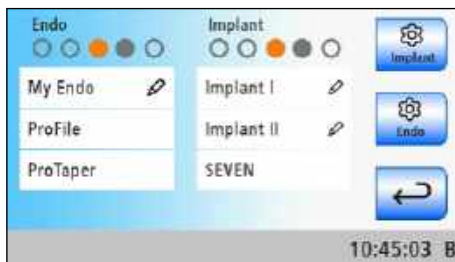 Endo
My Endo
ProFile
ProTaper
Implant
Implant I
Implant II
SEVEN
Implant
Endo
10:45:03 B